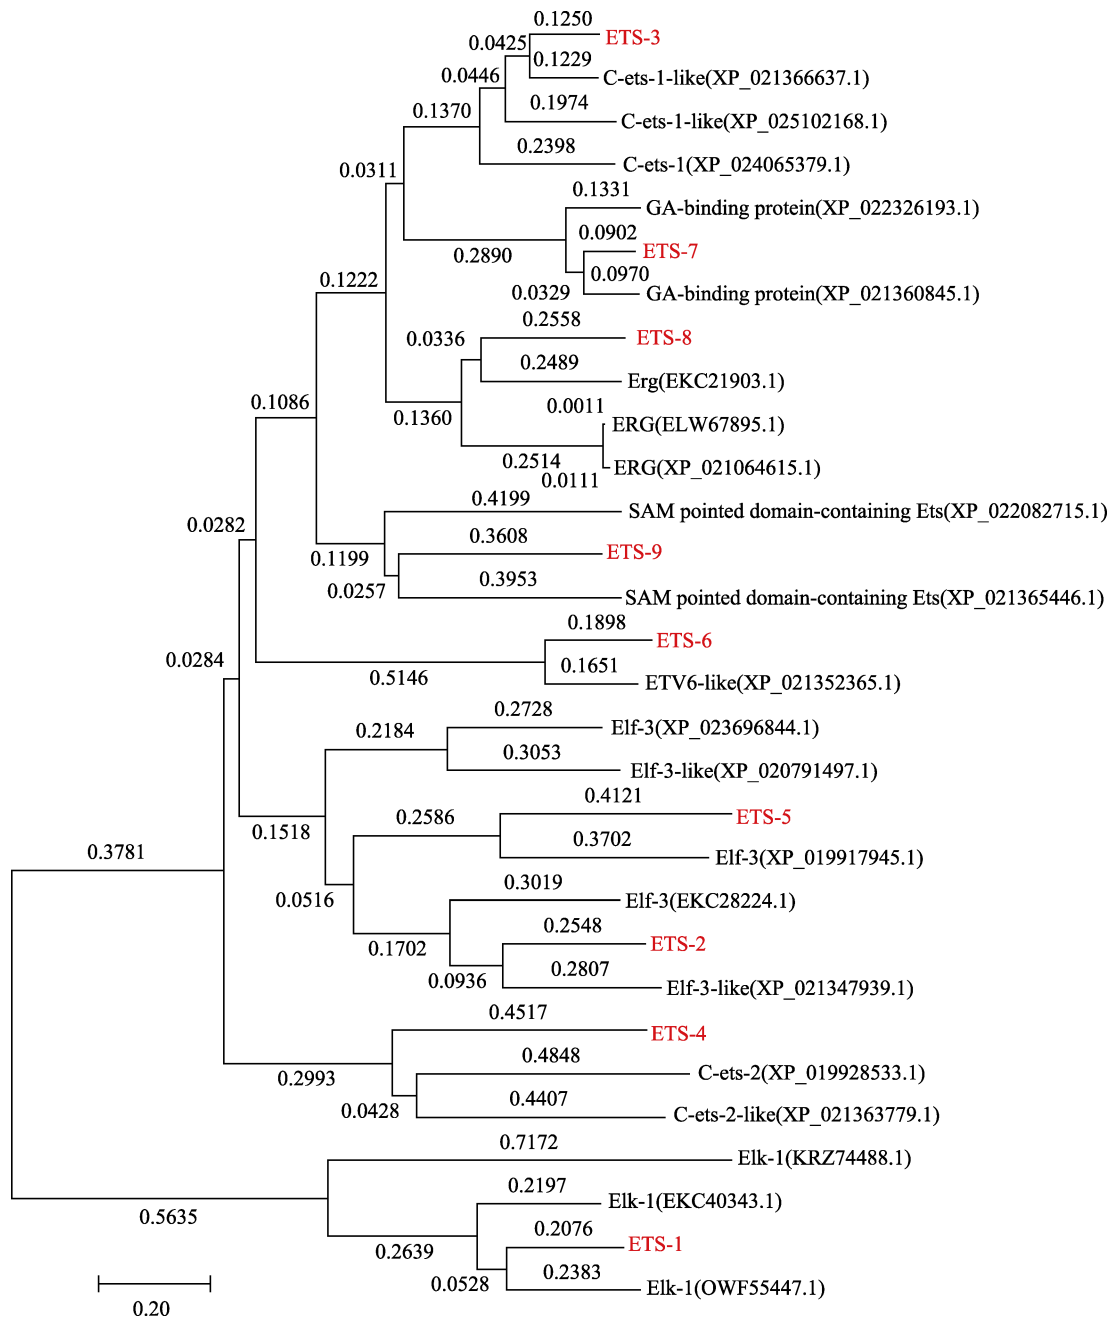 0.1250
ETS-3
0.0425
0.1229
0.0446
C-ets-1-like(XP_021366637.1)
0.1974
0.1370
C-ets-1-like(XP_025102168.1)
0.2398
C-ets-1(XP_024065379.1)
0.0311
0.1331
GA-binding protein(XP_022326193.1)
0.0902
ETS-7
0.2890
0.0970
0.1222
0.0329
GA-binding protein(XP_021360845.1)
0.2558
0.0336
ETS-8
0.2489
Erg(EKC21903.1)
0.1086
0.0011
0.1360
ERG(ELW67895.1)
0.2514
ERG(XP_021064615.1)
0.0111
0.4199
SAM pointed domain-containing Ets(XP_022082715.1)
0.0282
0.3608
ETS-9
0.1199
0.3953
0.0257
SAM pointed domain-containing Ets(XP_021365446.1)
0.1898
ETS-6
0.0284
0.1651
0.5146
ETV6-like(XP_021352365.1)
0.2728
0.2184
Elf-3(XP_023696844.1)
0.3053
Elf-3-like(XP_020791497.1)
0.4121
0.2586
ETS-5
0.1518
0.3702
0.3781
Elf-3(XP_019917945.1)
0.3019
0.0516
Elf-3(EKC28224.1)
0.2548
0.1702
ETS-2
0.2807
0.0936
Elf-3-like(XP_021347939.1)
0.4517
ETS-4
0.4848
0.2993
C-ets-2(XP_019928533.1)
0.4407
0.0428
C-ets-2-like(XP_021363779.1)
0.7172
Elk-1(KRZ74488.1)
0.2197
Elk-1(EKC40343.1)
0.5635
0.2076
0.2639
ETS-1
0.2383
0.0528
Elk-1(OWF55447.1)
0.20